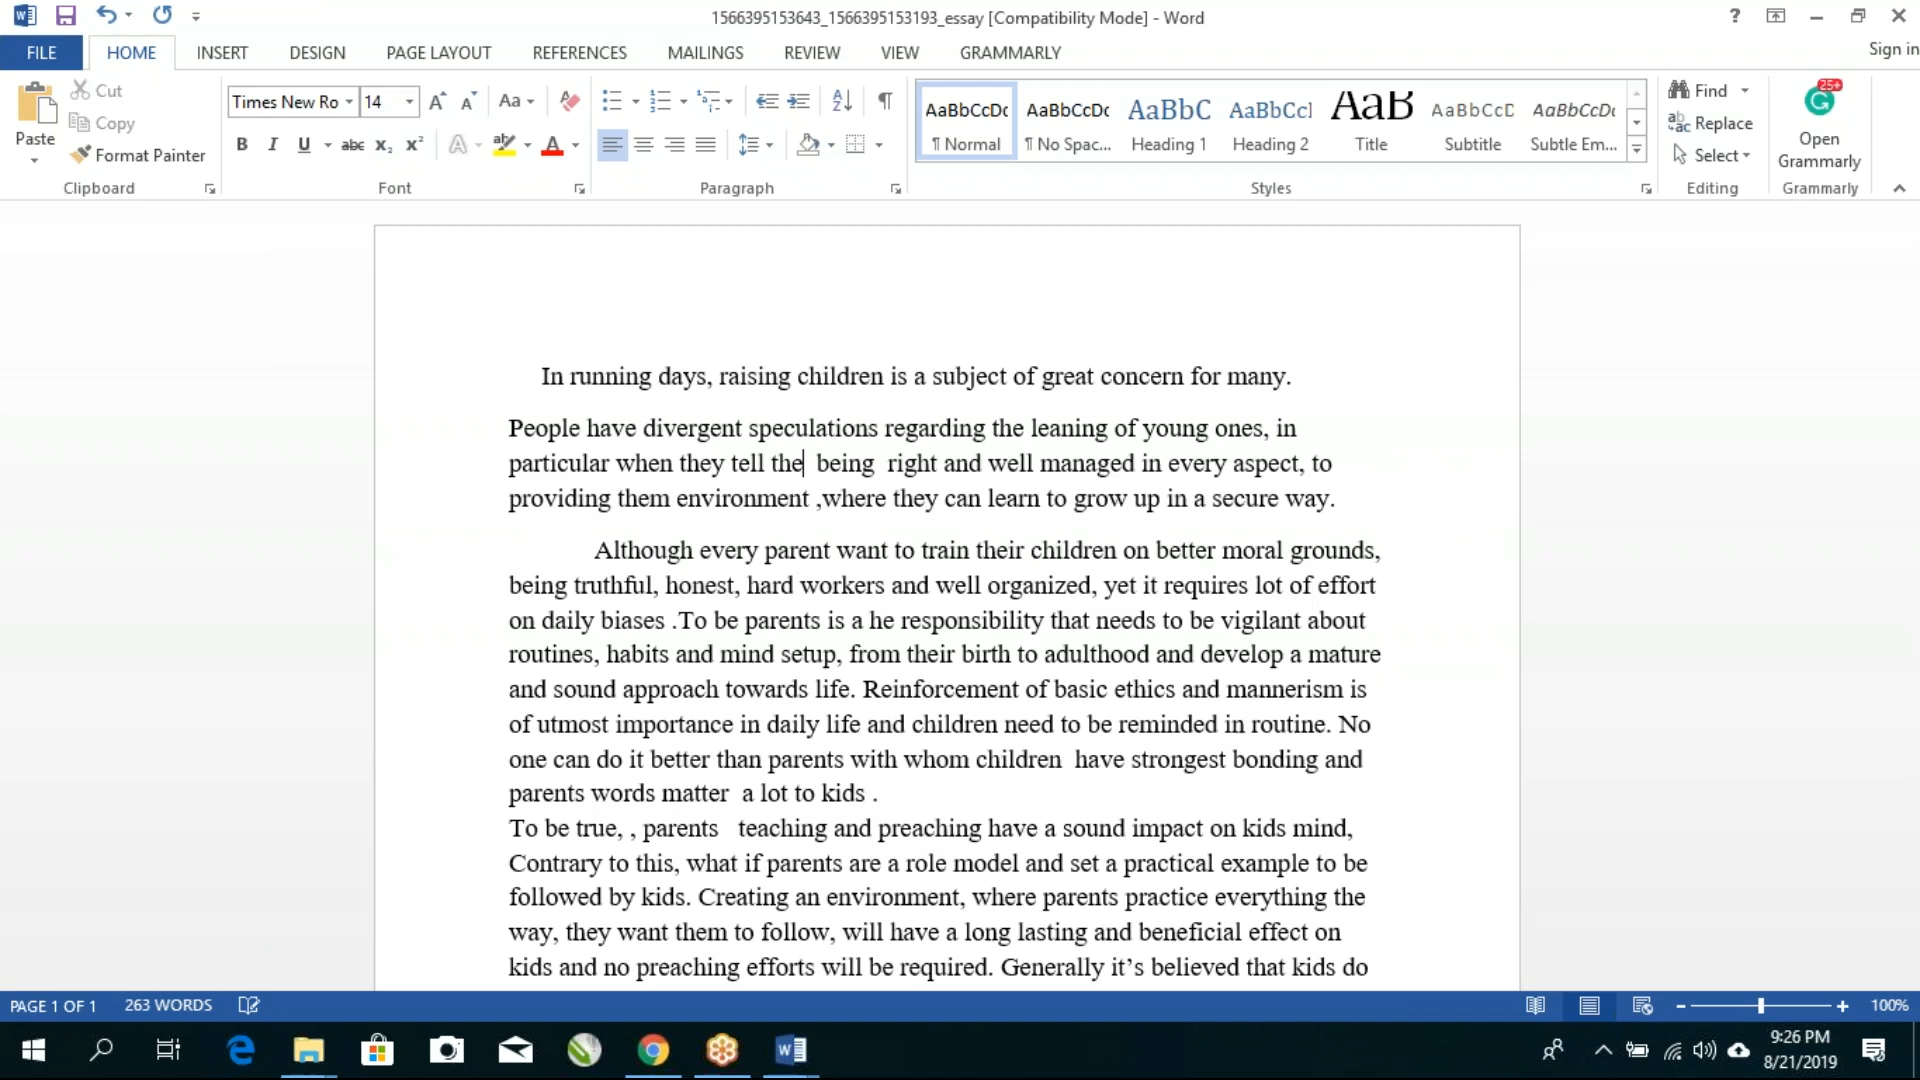 1566395153643_1566395153193_essay [Compatibility Mode] - Word
FILE HOME INSERT DESIGN PAGE LAYOUT REFERENCES MAILINGS REVIEW VIEW GRAMMARLY Sign in
Paste Cut Copy Format Painter
Times New Ro 14
AaBbCcDc AaBbCcDc AaBbC AaBbCcI AaB AaBbCcD AaBbCcDc
¶ Normal ¶ No Spac... Heading 1 Heading 2 Title Subtitle Subtle Em...
Find Replace Select
25+
Open Grammarly
Clipboard Font Paragraph Styles Editing Grammarly
In running days, raising children is a subject of great concern for many.
People have divergent speculations regarding the leaning of young ones, in
particular when they tell the being right and well managed in every aspect, to
providing them environment ,where they can learn to grow up in a secure way.
Although every parent want to train their children on better moral grounds,
being truthful, honest, hard workers and well organized, yet it requires lot of effort
on daily biases .To be parents is a he responsibility that needs to be vigilant about
routines, habits and mind setup, from their birth to adulthood and develop a mature
and sound approach towards life. Reinforcement of basic ethics and mannerism is
of utmost importance in daily life and children need to be reminded in routine. No
one can do it better than parents with whom children have strongest bonding and
parents words matter a lot to kids .
To be true, , parents teaching and preaching have a sound impact on kids mind,
Contrary to this, what if parents are a role model and set a practical example to be
followed by kids. Creating an environment, where parents practice everything the
way, they want them to follow, will have a long lasting and beneficial effect on
kids and no preaching efforts will be required. Generally it’s believed that kids do
PAGE 1 OF 1 263 WORDS 100%
9:26 PM
8/21/2019